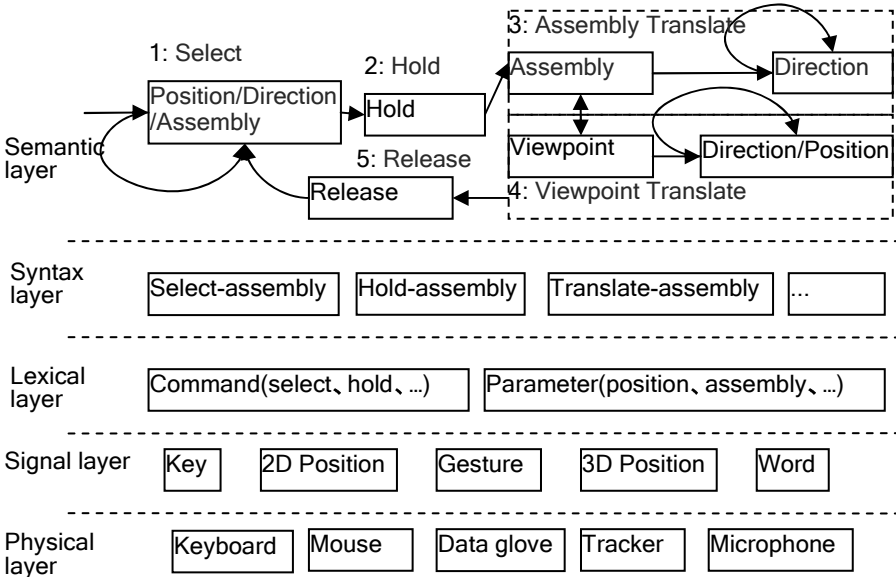 3: Assembly Translate
1: Select
2: Hold
Assembly
Direction
Position/Direction
/Assembly
Hold
Semantic
layer
Viewpoint
Direction/Position
5: Release
Release
4: Viewpoint Translate
Syntax
layer
Select-assembly
Hold-assembly
Translate-assembly
...
Lexical
layer
Command(select、hold、…)
Parameter(position、assembly、…)
Signal layer
Key
2D Position
Gesture
3D Position
Word
Physical
layer
Keyboard
Mouse
Data glove
Tracker
Microphone